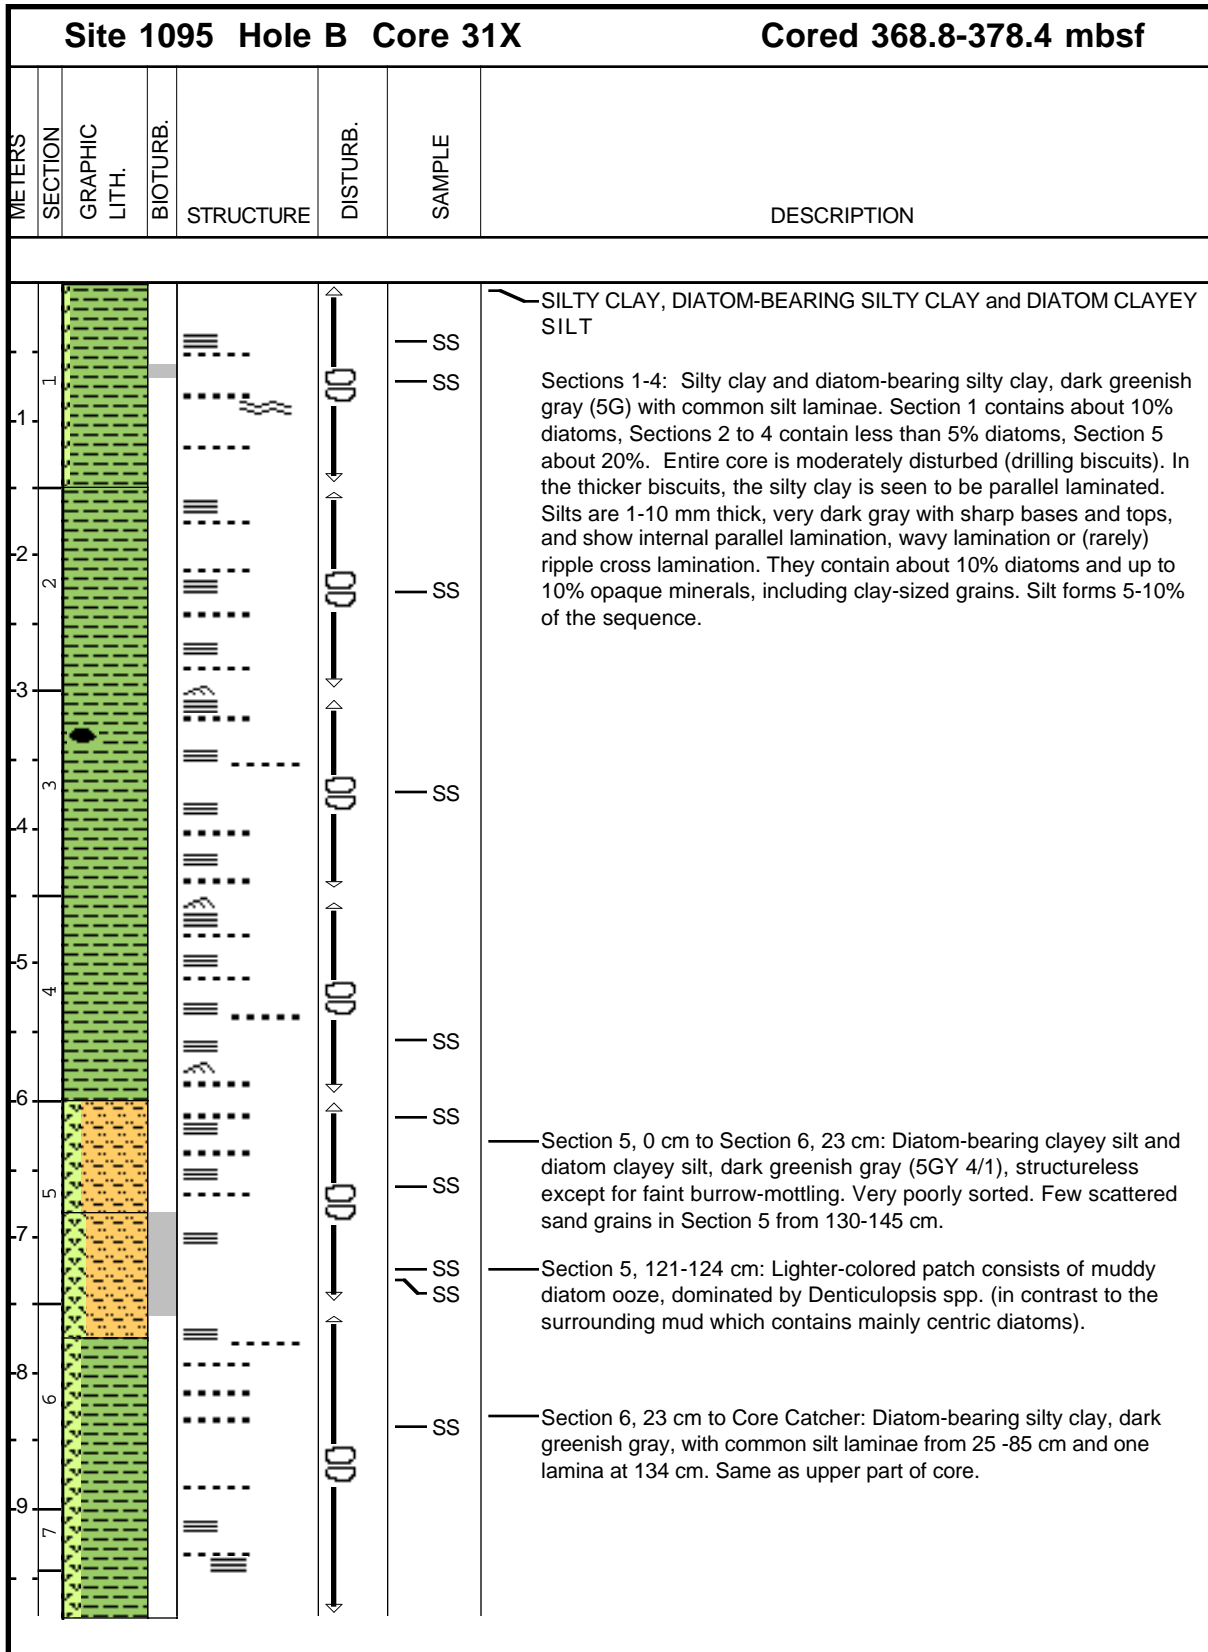 Site 1095 Hole B Core 31X Cored 368.8-378.4 mbsf
METERS
SECTION
GRAPHIC
LITH.
BIOTURB.
STRUCTURE
DISTURB.
SAMPLE
DESCRIPTION
SILTY CLAY, DIATOM-BEARING SILTY CLAY and DIATOM CLAYEY
SILT
SS
SS
1
1
Sections 1-4: Silty clay and diatom-bearing silty clay, dark greenish
gray (5G) with common silt laminae. Section 1 contains about 10%
diatoms, Sections 2 to 4 contain less than 5% diatoms, Section 5
about 20%. Entire core is moderately disturbed (drilling biscuits). In
the thicker biscuits, the silty clay is seen to be parallel laminated.
Silts are 1-10 mm thick, very dark gray with sharp bases and tops,
and show internal parallel lamination, wavy lamination or (rarely)
ripple cross lamination. They contain about 10% diatoms and up to
10% opaque minerals, including clay-sized grains. Silt forms 5-10%
of the sequence.
2
2
SS
3
3
SS
4
5
4
SS
6
SS
Section 5, 0 cm to Section 6, 23 cm: Diatom-bearing clayey silt and
diatom clayey silt, dark greenish gray (5GY 4/1), structureless
except for faint burrow-mottling. Very poorly sorted. Few scattered
sand grains in Section 5 from 130-145 cm.
5
SS
7
SS
SS
Section 5, 121-124 cm: Lighter-colored patch consists of muddy
diatom ooze, dominated by Denticulopsis spp. (in contrast to the
surrounding mud which contains mainly centric diatoms).
8
6
SS
Section 6, 23 cm to Core Catcher: Diatom-bearing silty clay, dark
greenish gray, with common silt laminae from 25 -85 cm and one
lamina at 134 cm. Same as upper part of core.
9
7